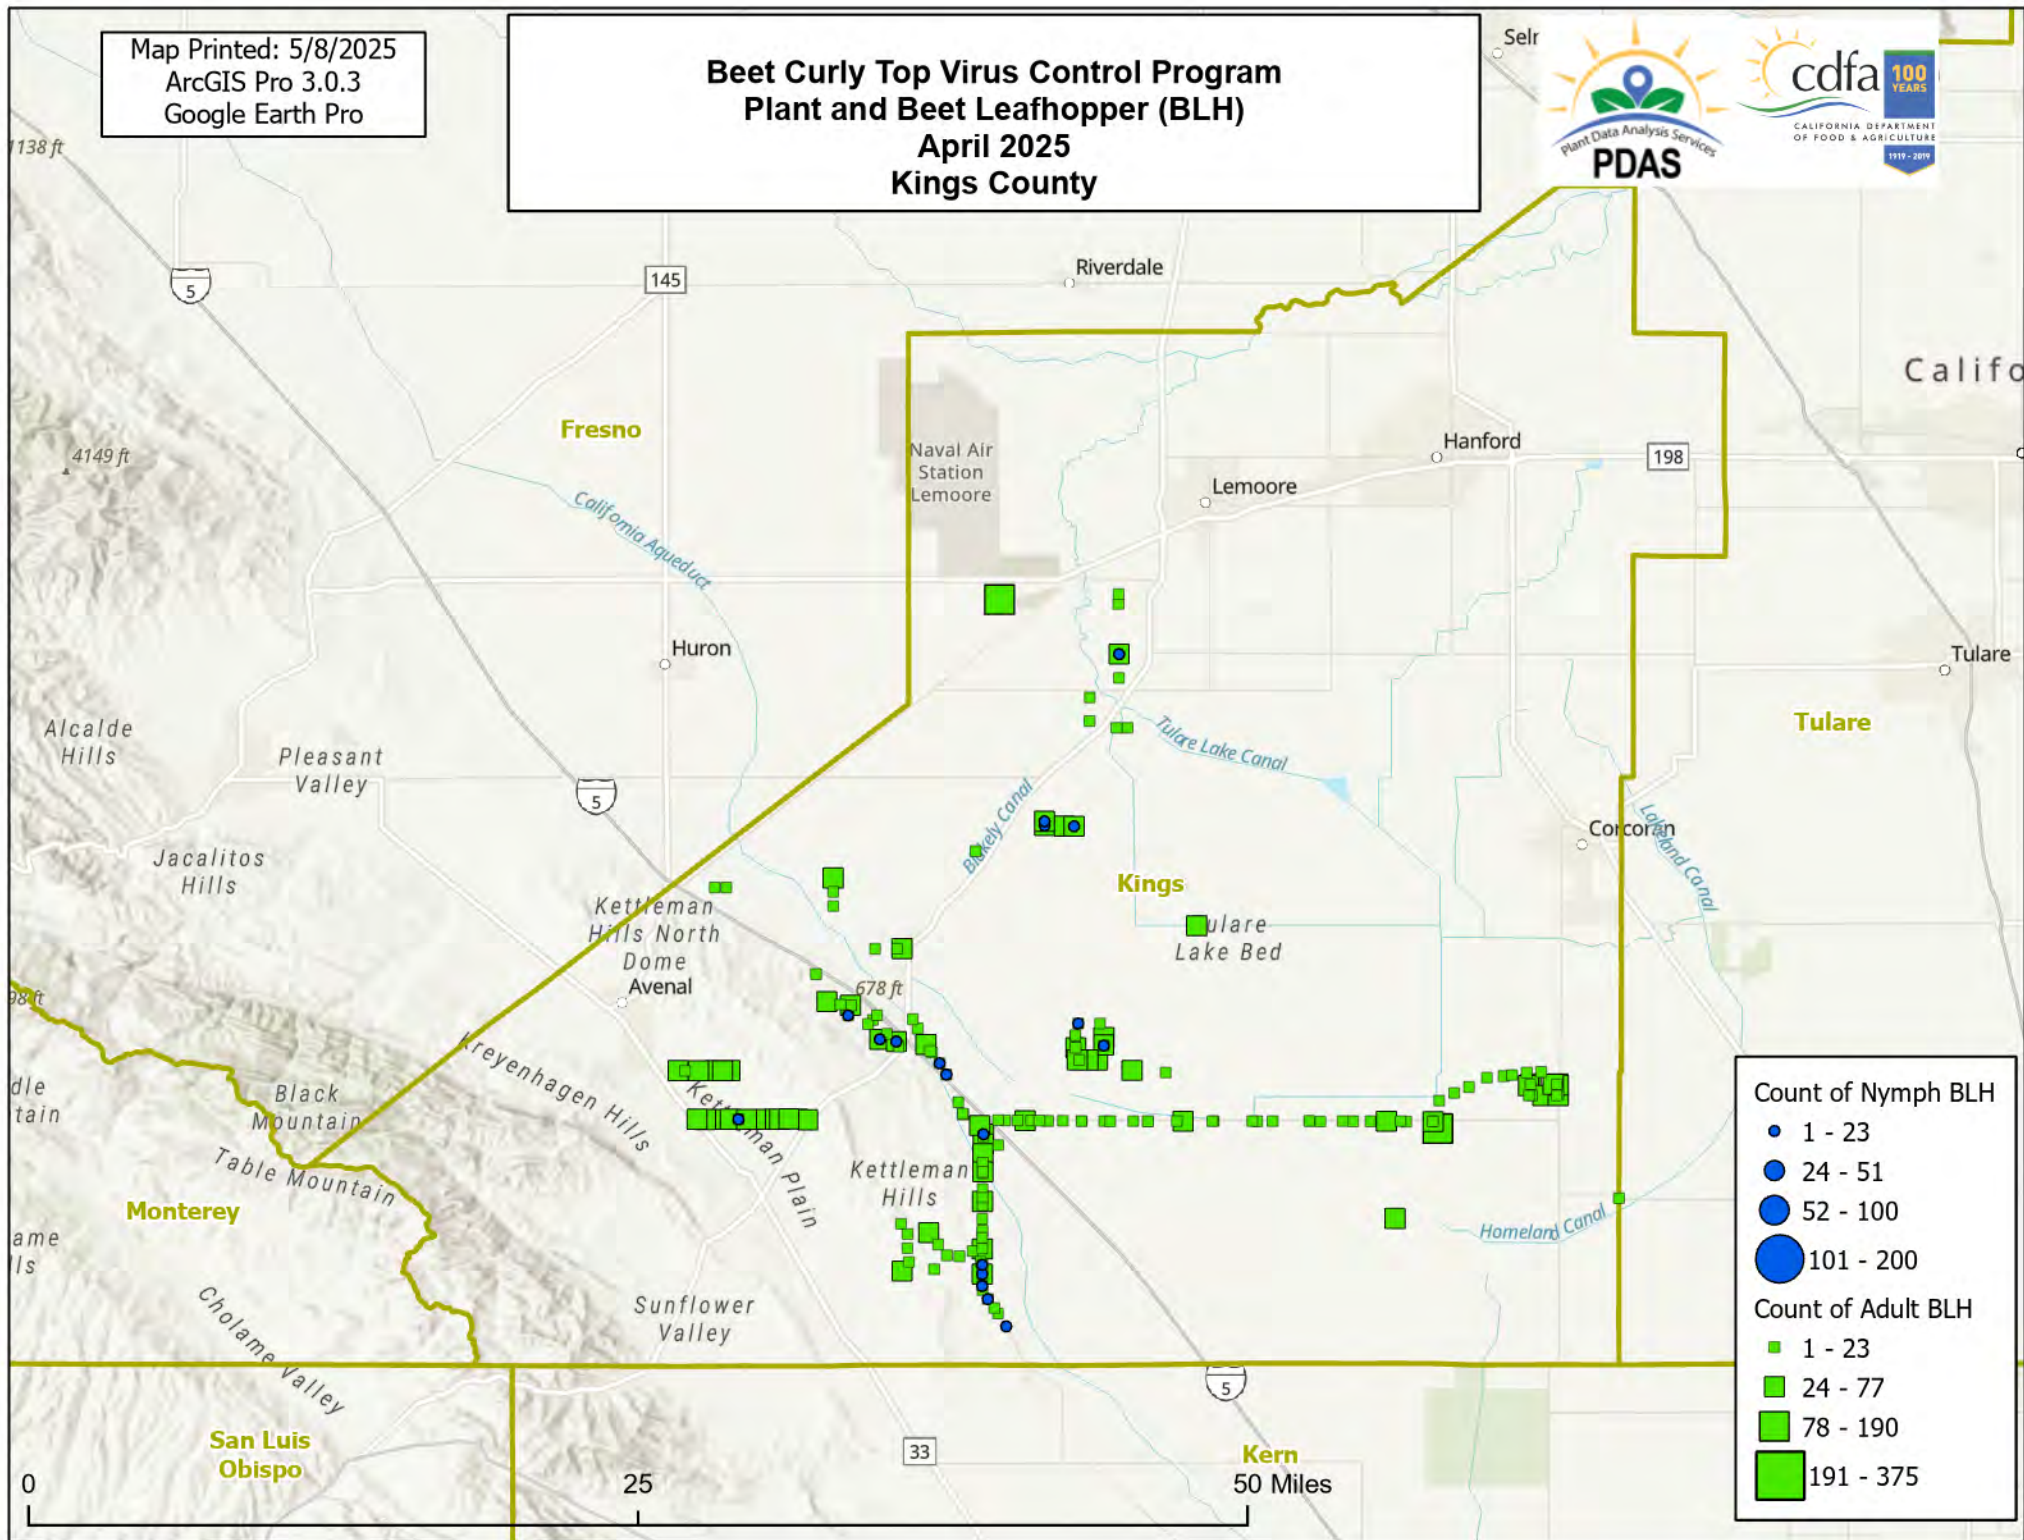 Map Printed: 5/8/2025
ArcGIS Pro 3.0.3
Google Earth Pro
Beet Curly Top Virus Control Program
Plant and Beet Leafhopper (BLH)
April 2025
Kings County
Plant Data Analysis Services
PDAS
cdfa
100
YEARS
CALIFORNIA DEPARTMENT
OF FOOD & AGRICULTURE
1919 - 2019
Selr
1138 ft
5
145
Riverdale
Califo
Fresno
4149 ft
Naval Air
Station
Lemoore
Hanford
198
Lemoore
California Aqueduct
Huron
Tulare
Alcalde
Hills
Pleasant
Valley
5
Tulare Lake Canal
Tulare
Blakely Canal
Corcoran
Lakeland Canal
Jacalitos
Hills
Kings
Kettleman
Hills North
Dome
ulare
Lake Bed
Avenal
678 ft
98 ft
Kreyenhagen Hills
Kettleman Plain
dle
tain
Black
Mountain
Table Mountain
Kettleman
Hills
Monterey
Homeland Canal
ame
lls
Cholame Valley
Sunflower
Valley
5
San Luis
Obispo
33
Kern
0
25
50 Miles
Count of Nymph BLH
1 - 23
24 - 51
52 - 100
101 - 200
Count of Adult BLH
1 - 23
24 - 77
78 - 190
191 - 375